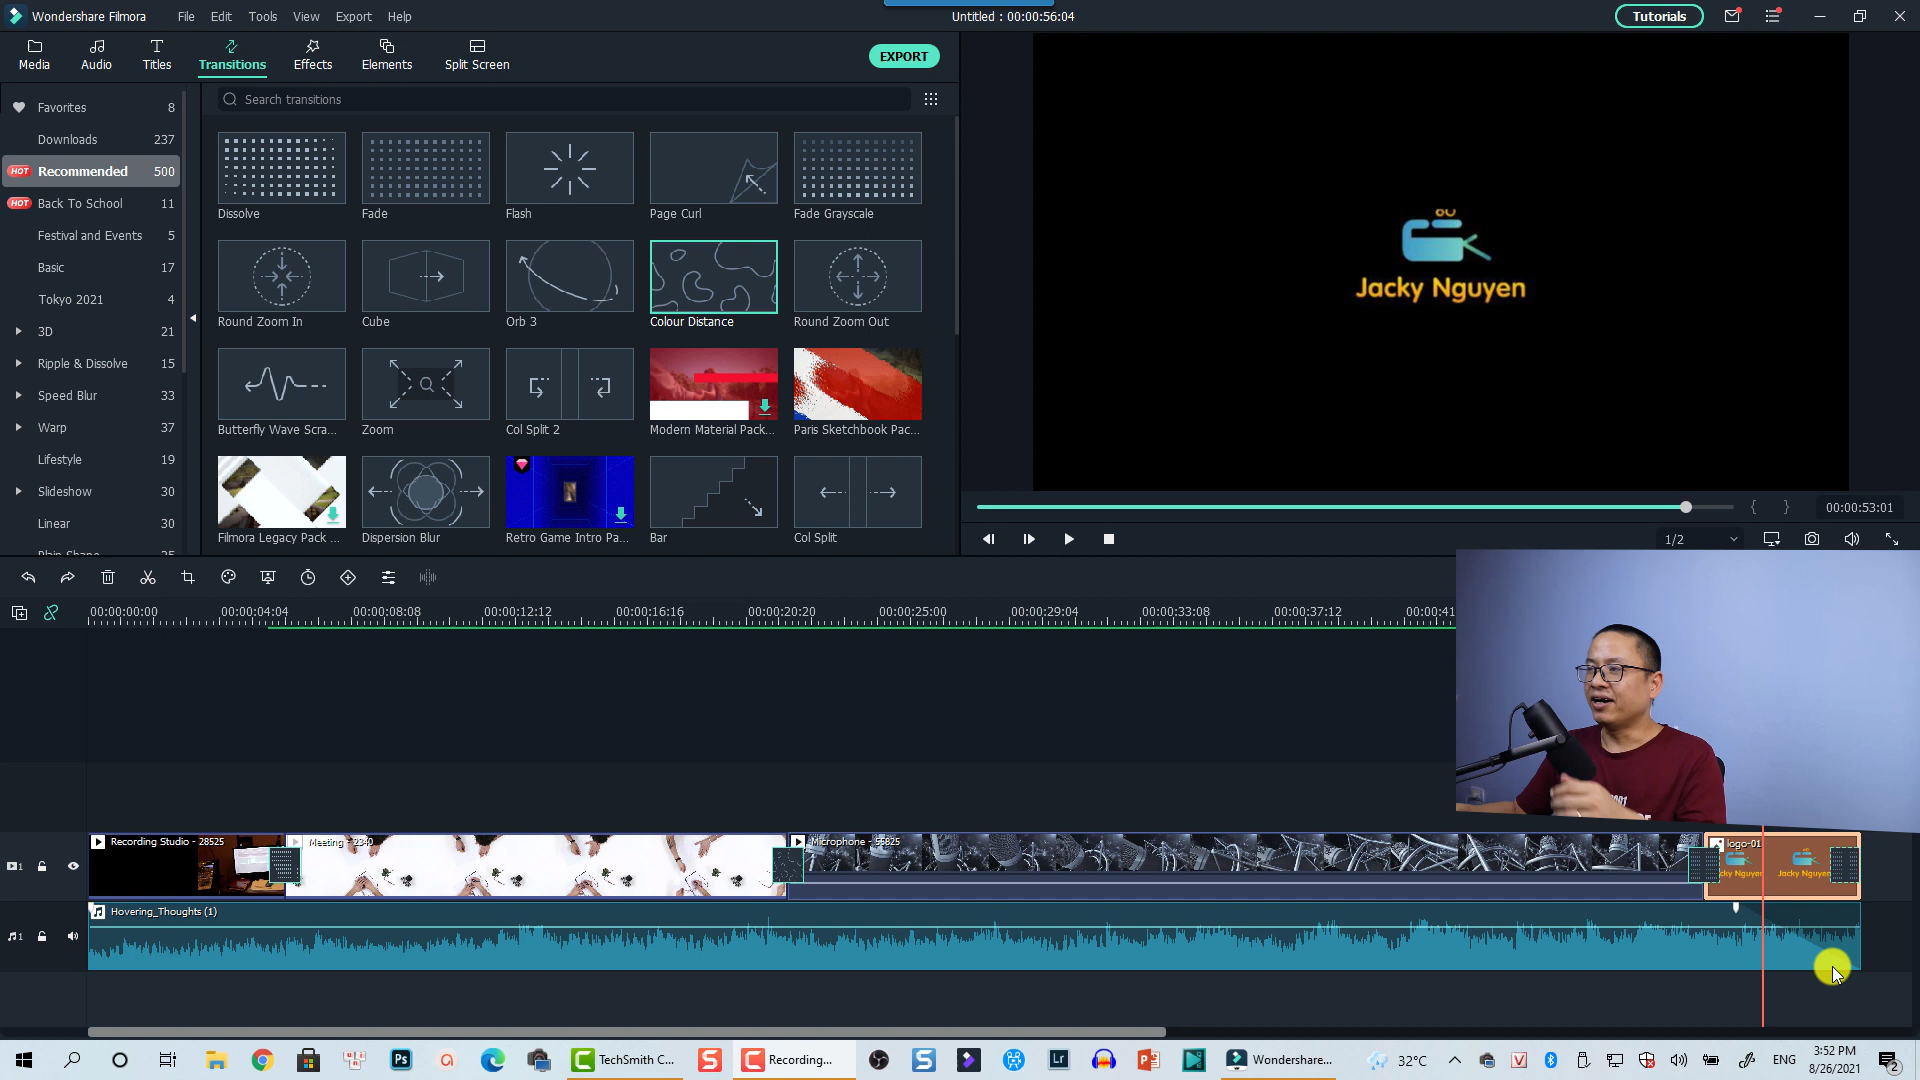 Wondershare Filmora File Edit Tools View Export Help Untitled : 00:00:56:04 Tutorials
Media Audio Titles Transitions Effects Elements Split Screen EXPORT
Search transitions
Favorites 8
Downloads 237
HOT Recommended 500
HOT Back To School 11
Festival and Events 5
Basic 17
Tokyo 2021 4
3D 21
Ripple & Dissolve 15
Speed Blur 33
Warp 37
Lifestyle 19
Slideshow 30
Linear 30
Plain Shape 25
Dissolve Fade Flash Page Curl Fade Grayscale
Round Zoom In Cube Orb 3 Colour Distance Round Zoom Out
Butterfly Wave Scra... Zoom Col Split 2 Modern Material Pack... Paris Sketchbook Pac...
Filmora Legacy Pack ... Dispersion Blur Retro Game Intro Pa... Bar Col Split
Jacky Nguyen
00:00:53:01
1/2
00:00:00:00 00:00:04:04 00:00:08:08 00:00:12:12 00:00:16:16 00:00:20:20 00:00:25:00 00:00:29:04 00:00:33:08 00:00:37:12 00:00:41
Recording Studio - 28525 Meeting - 2340 Microphone - 55825 logo-01
cky Nguyen Jacky Nguyen
1
Hovering_Thoughts (1)
1
TechSmith C... Recording... Wondershare... 32°C ENG 3:52 PM
8/26/2021
2
Ps Lr